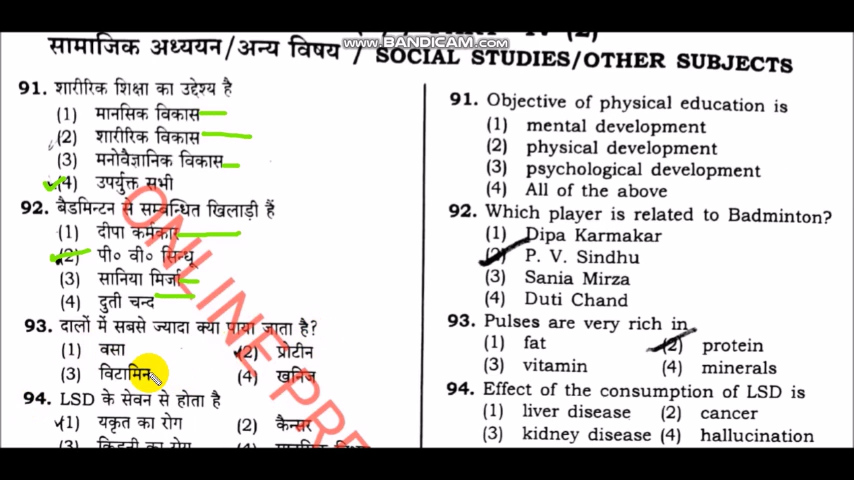 WWW.BANDICAM.COM
(2)
सामाजिक अध्ययन/अन्य विषय / SOCIAL STUDIES/OTHER SUBJECTS
91. शारीरिक शिक्षा का उद्देश्य है
(1) मानसिक विकास
(2) शारीरिक विकास
(3) मनोवैज्ञानिक विकास
(4) उपर्युक्त सभी
92. बैडमिन्टन से सम्बन्धित खिलाड़ी हैं
(1) दीपा कर्मकार
(2) पी० वी० सिन्धू
(3) सानिया मिर्जा
(4) दुती चन्द
93. दालों में सबसे ज्यादा क्या पाया जाता है?
(1) वसा (2) प्रोटीन
(3) विटामिन (4) खनिज
94. LSD के सेवन से होता है
(1) यकृत का रोग (2) कैन्सर
(3) किडनी का रोग
91. Objective of physical education is
(1) mental development
(2) physical development
(3) psychological development
(4) All of the above
92. Which player is related to Badminton?
(1) Dipa Karmakar
(2) P. V. Sindhu
(3) Sania Mirza
(4) Duti Chand
93. Pulses are very rich in
(1) fat (2) protein
(3) vitamin (4) minerals
94. Effect of the consumption of LSD is
(1) liver disease (2) cancer
(3) kidney disease (4) hallucination
ONLINE PRE